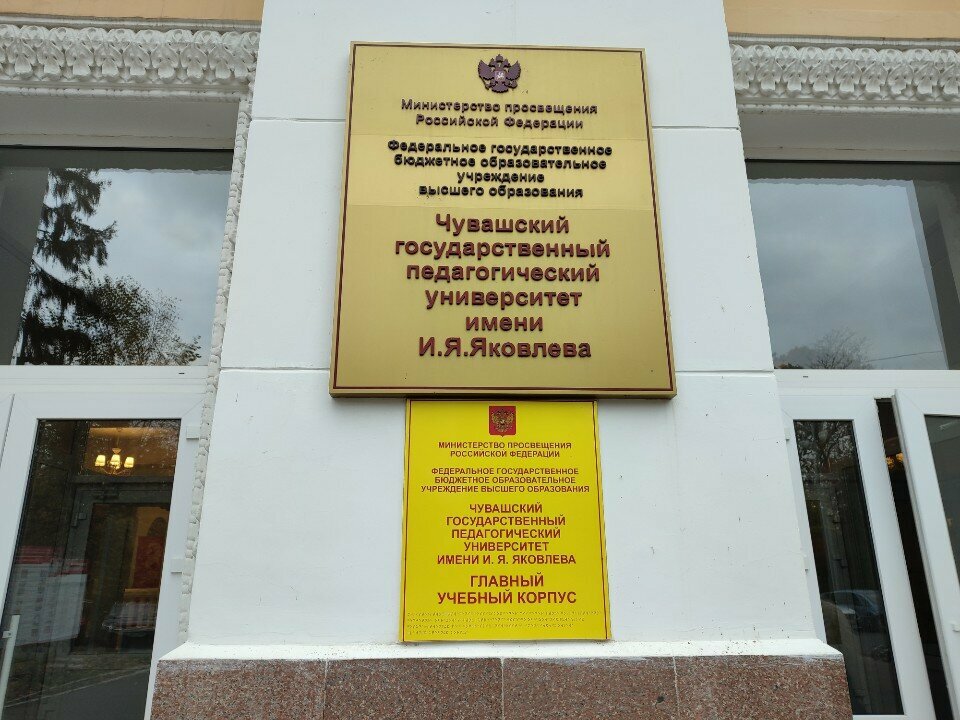 Министерство просвещения
Российской Федерации
Федеральное государственное
бюджетное образовательное
учреждение
высшего образования
Чувашский
государственный
педагогический
университет
имени
И.Я.Яковлева
МИНИСТЕРСТВО ПРОСВЕЩЕНИЯ
РОССИЙСКОЙ ФЕДЕРАЦИИ
ФЕДЕРАЛЬНОЕ ГОСУДАРСТВЕННОЕ
БЮДЖЕТНОЕ ОБРАЗОВАТЕЛЬНОЕ
УЧРЕЖДЕНИЕ ВЫСШЕГО ОБРАЗОВАНИЯ
ЧУВАШСКИЙ
ГОСУДАРСТВЕННЫЙ
ПЕДАГОГИЧЕСКИЙ
УНИВЕРСИТЕТ
ИМЕНИ И. Я. ЯКОВЛЕВА
ГЛАВНЫЙ
УЧЕБНЫЙ КОРПУС